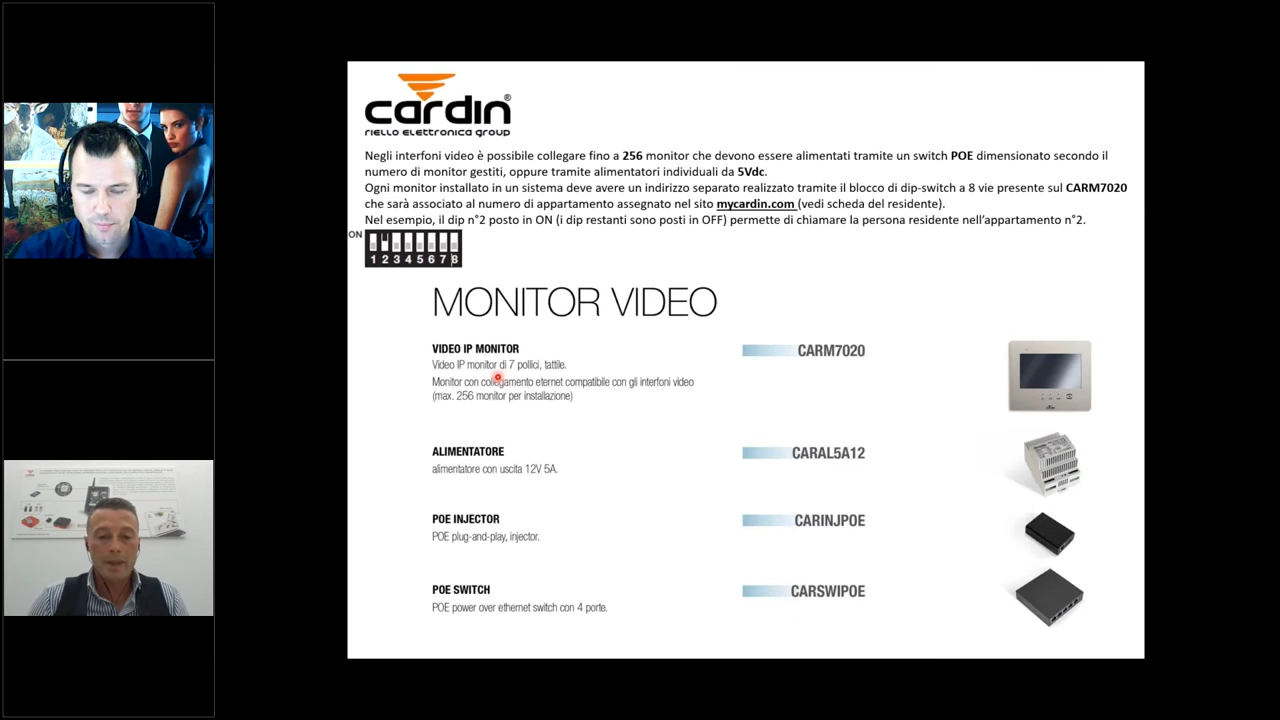 cardin®
riello elettronica group
Negli interfoni video è possibile collegare fino a 256 monitor che devono essere alimentati tramite un switch POE dimensionato secondo il
numero di monitor gestiti, oppure tramite alimentatori individuali da 5Vdc.
Ogni monitor installato in un sistema deve avere un indirizzo separato realizzato tramite il blocco di dip-switch a 8 vie presente sul CARM7020
che sarà associato al numero di appartamento assegnato nel sito mycardin.com (vedi scheda del residente).
Nel esempio, il dip n°2 posto in ON (i dip restanti sono posti in OFF) permette di chiamare la persona residente nell'appartamento n°2.
ON
1 2 3 4 5 6 7 8
MONITOR VIDEO
VIDEO IP MONITOR
CARM7020
Video IP monitor di 7 pollici, tattile.
Monitor con collegamento eternet compatibile con gli interfoni video
(max. 256 monitor per installazione)
ALIMENTATORE
CARAL5A12
alimentatore con uscita 12V 5A.
POE INJECTOR
CARINJPOE
POE plug-and-play, injector.
POE SWITCH
CARSWIPOE
POE power over ethernet switch con 4 porte.